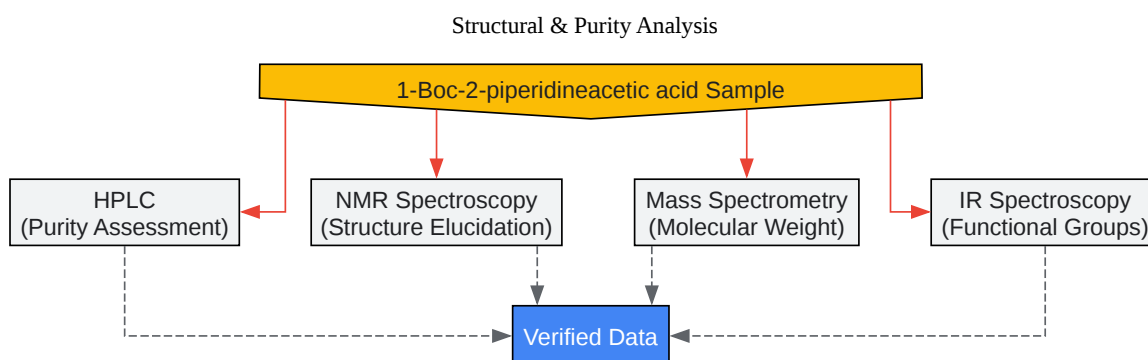 Structural & Purity Analysis
1-Boc-2-piperidineacetic acid Sample
HPLC
(Purity Assessment)
NMR Spectroscopy
(Structure Elucidation)
Mass Spectrometry
(Molecular Weight)
IR Spectroscopy
(Functional Groups)
Verified Data